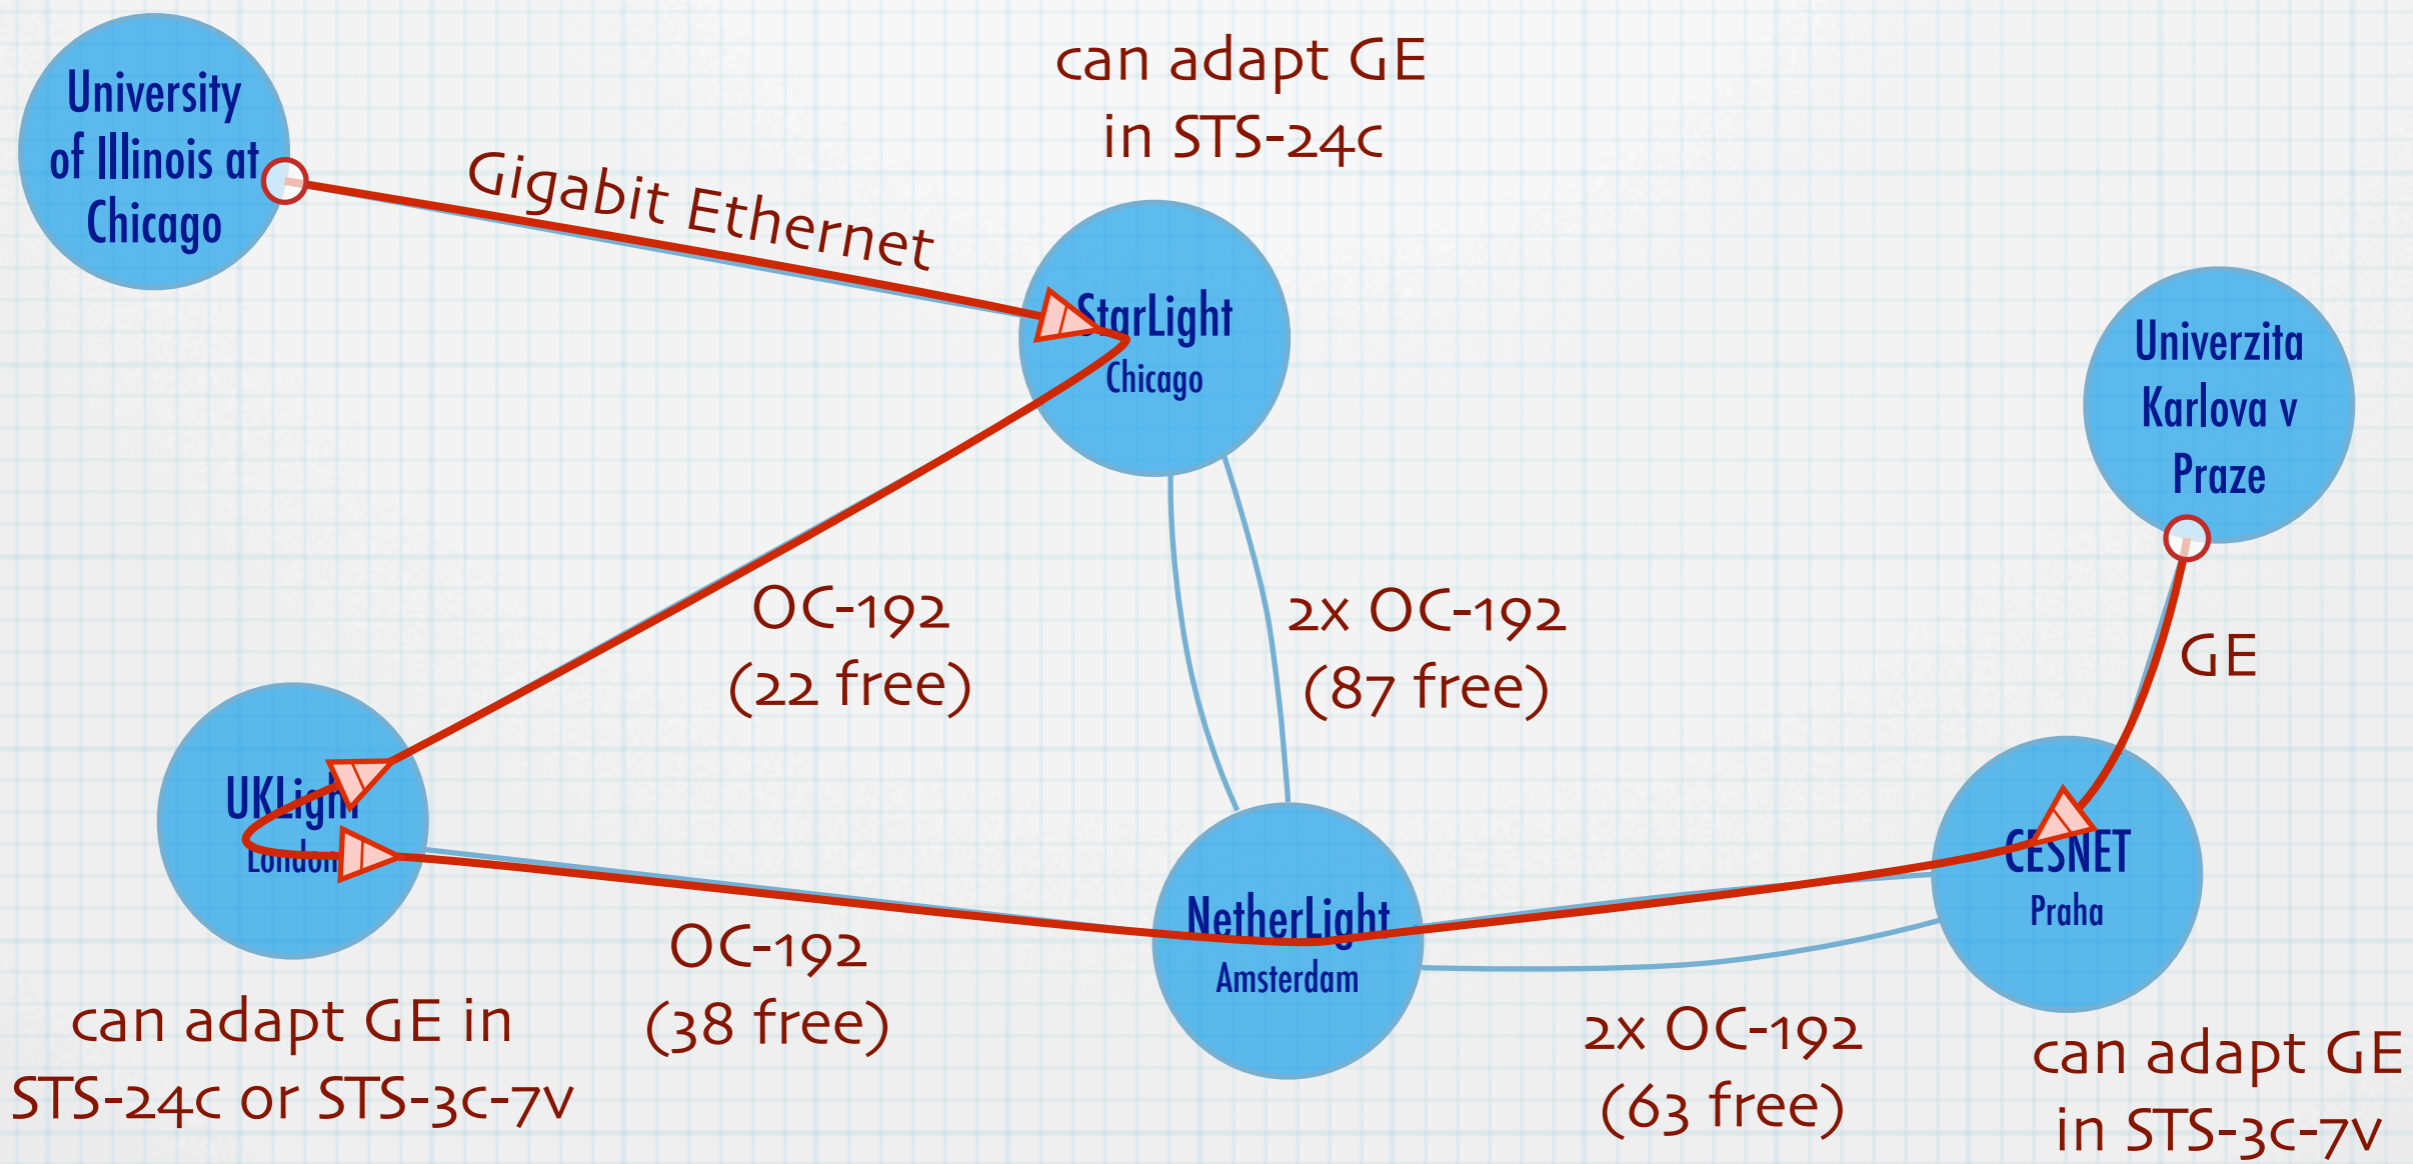 University
of Illinois at
Chicago
Gigabit Ethernet
can adapt GE
in STS-24c
StarLight
Chicago
Univerzita
Karlova v
Praze
GE
OC-192
(22 free)
2x OC-192
(87 free)
UKLight
London
can adapt GE in
STS-24c or STS-3c-7v
OC-192
(38 free)
NetherLight
Amsterdam
2x OC-192
(63 free)
CESNET
Praha
can adapt GE
in STS-3c-7v